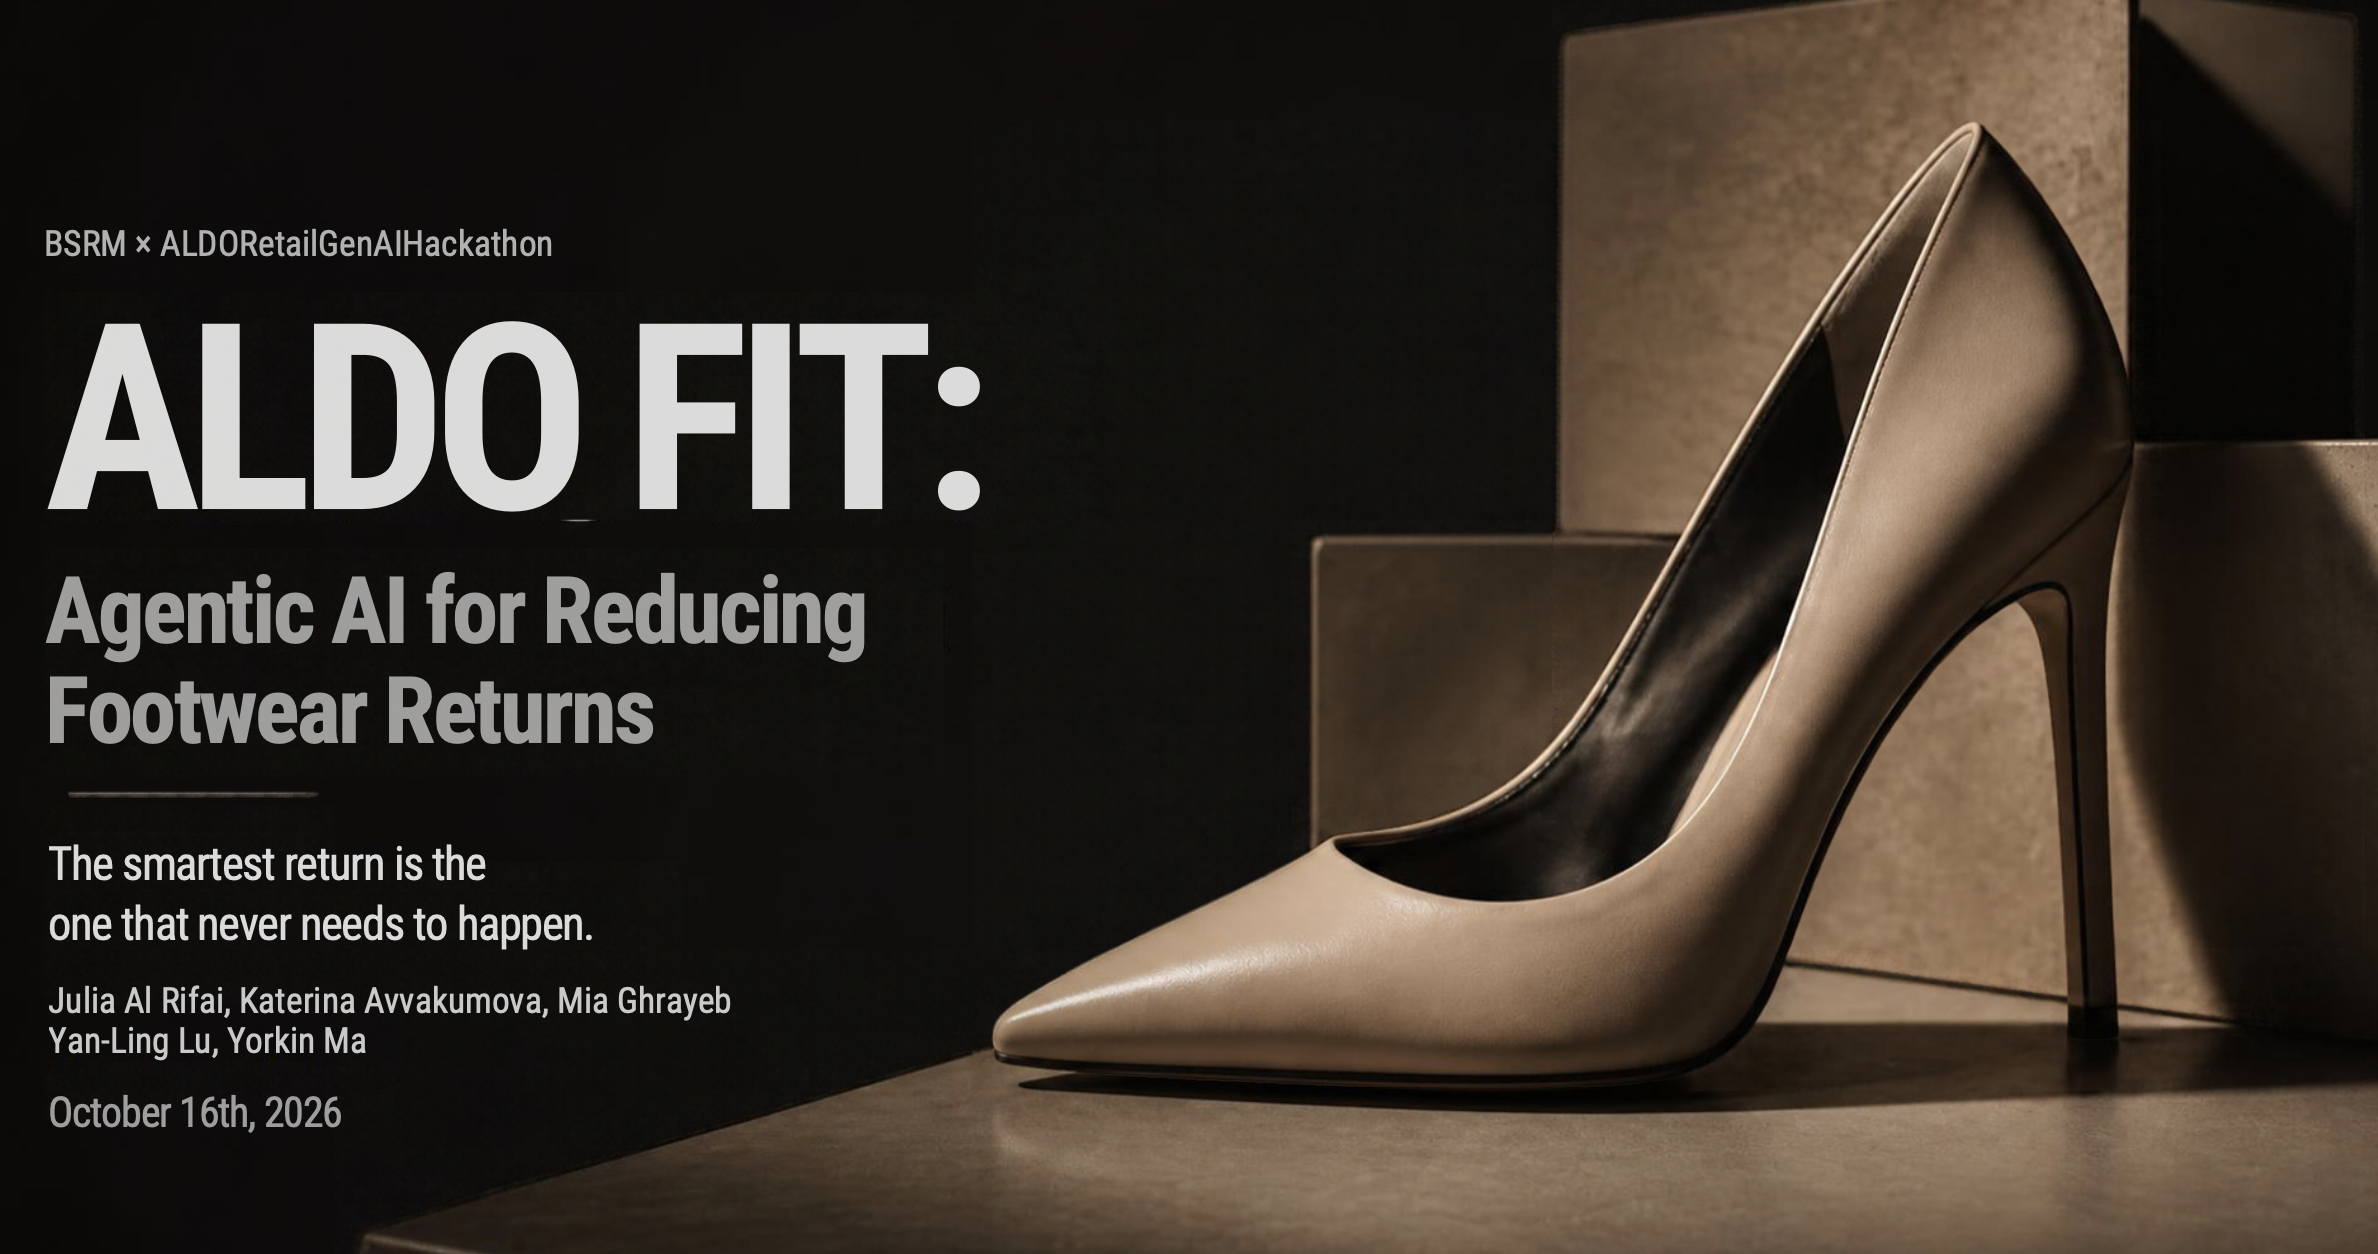 BSRM × ALDORetailGenAIHackathon
ALDO FIT:
Agentic AI for Reducing
Footwear Returns
The smartest return is the
one that never needs to happen.
Julia Al Rifai, Katerina Avvakumova, Mia Ghrayeb
Yan-Ling Lu, Yorkin Ma
October 16th, 2026